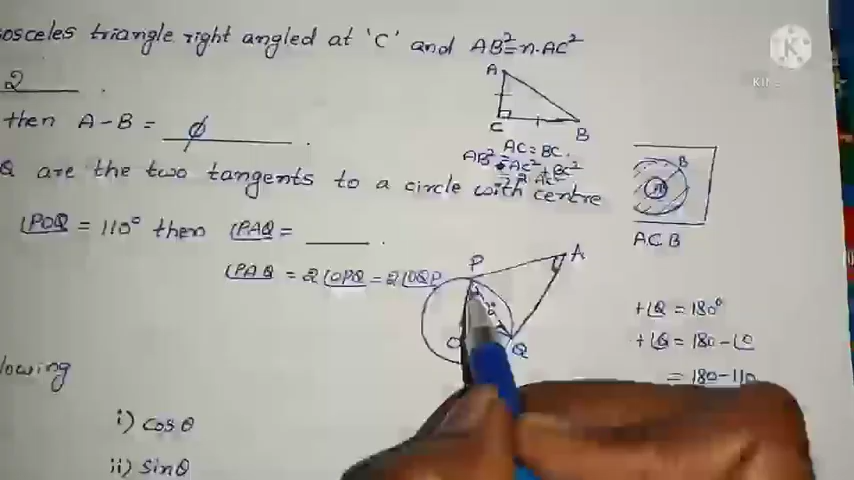 osceles triangle right angled at 'C' and AB²=n.AC²
2
then A-B = ∅
Q are the two tangents to a circle with centre
∠POQ = 110° then ∠PAQ = ____.
∠PAQ = 2∠OPQ = 2∠OQP
lowing
i) cosθ
ii) sinθ
A
C
B
AC = BC.
AB² = AC² + BC²
B
A
ACB
P
A
O
Q
+∠Q = 180°
+∠Q = 180-∠O
= 180-110
K
KINE